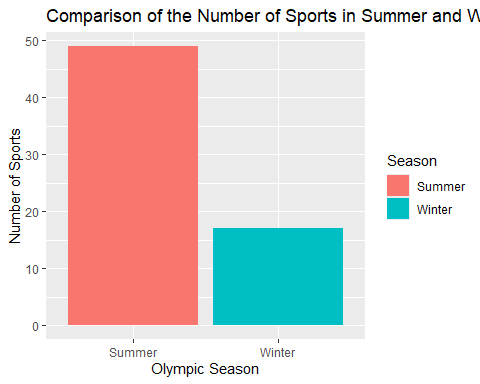 Comparison of the Number of Sports in Summer and W
Number of Sports
50
40
30
20
10
0
Summer
Winter
Olympic Season
Season
Summer
Winter